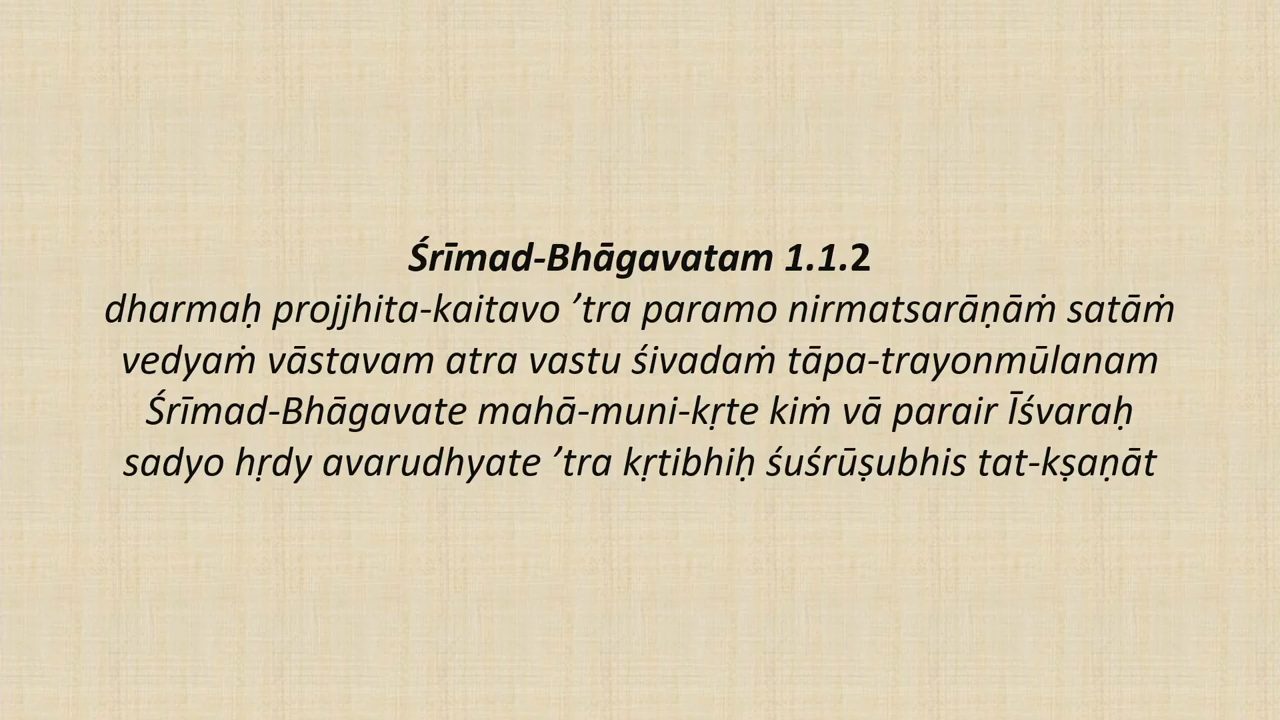 Śrīmad-Bhāgavatam 1.1.2
dharmaḥ projjhita-kaitavo ’tra paramo nirmatsarāṇāṁ satāṁ
vedyaṁ vāstavam atra vastu śivadaṁ tāpa-trayonmūlanam
Śrīmad-Bhāgavate mahā-muni-kṛte kiṁ vā parair Īśvaraḥ
sadyo hṛdy avarudhyate ’tra kṛtibhiḥ śuśrūṣubhis tat-kṣaṇāt